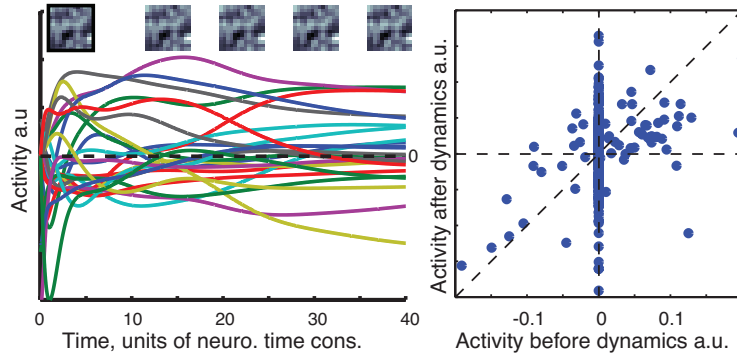 Activity a.u
0
0 5 10 20 30 40
Time, units of neuro. time cons.
Activity after dynamics a.u.
-0.1 0 0.1
Activity before dynamics a.u.